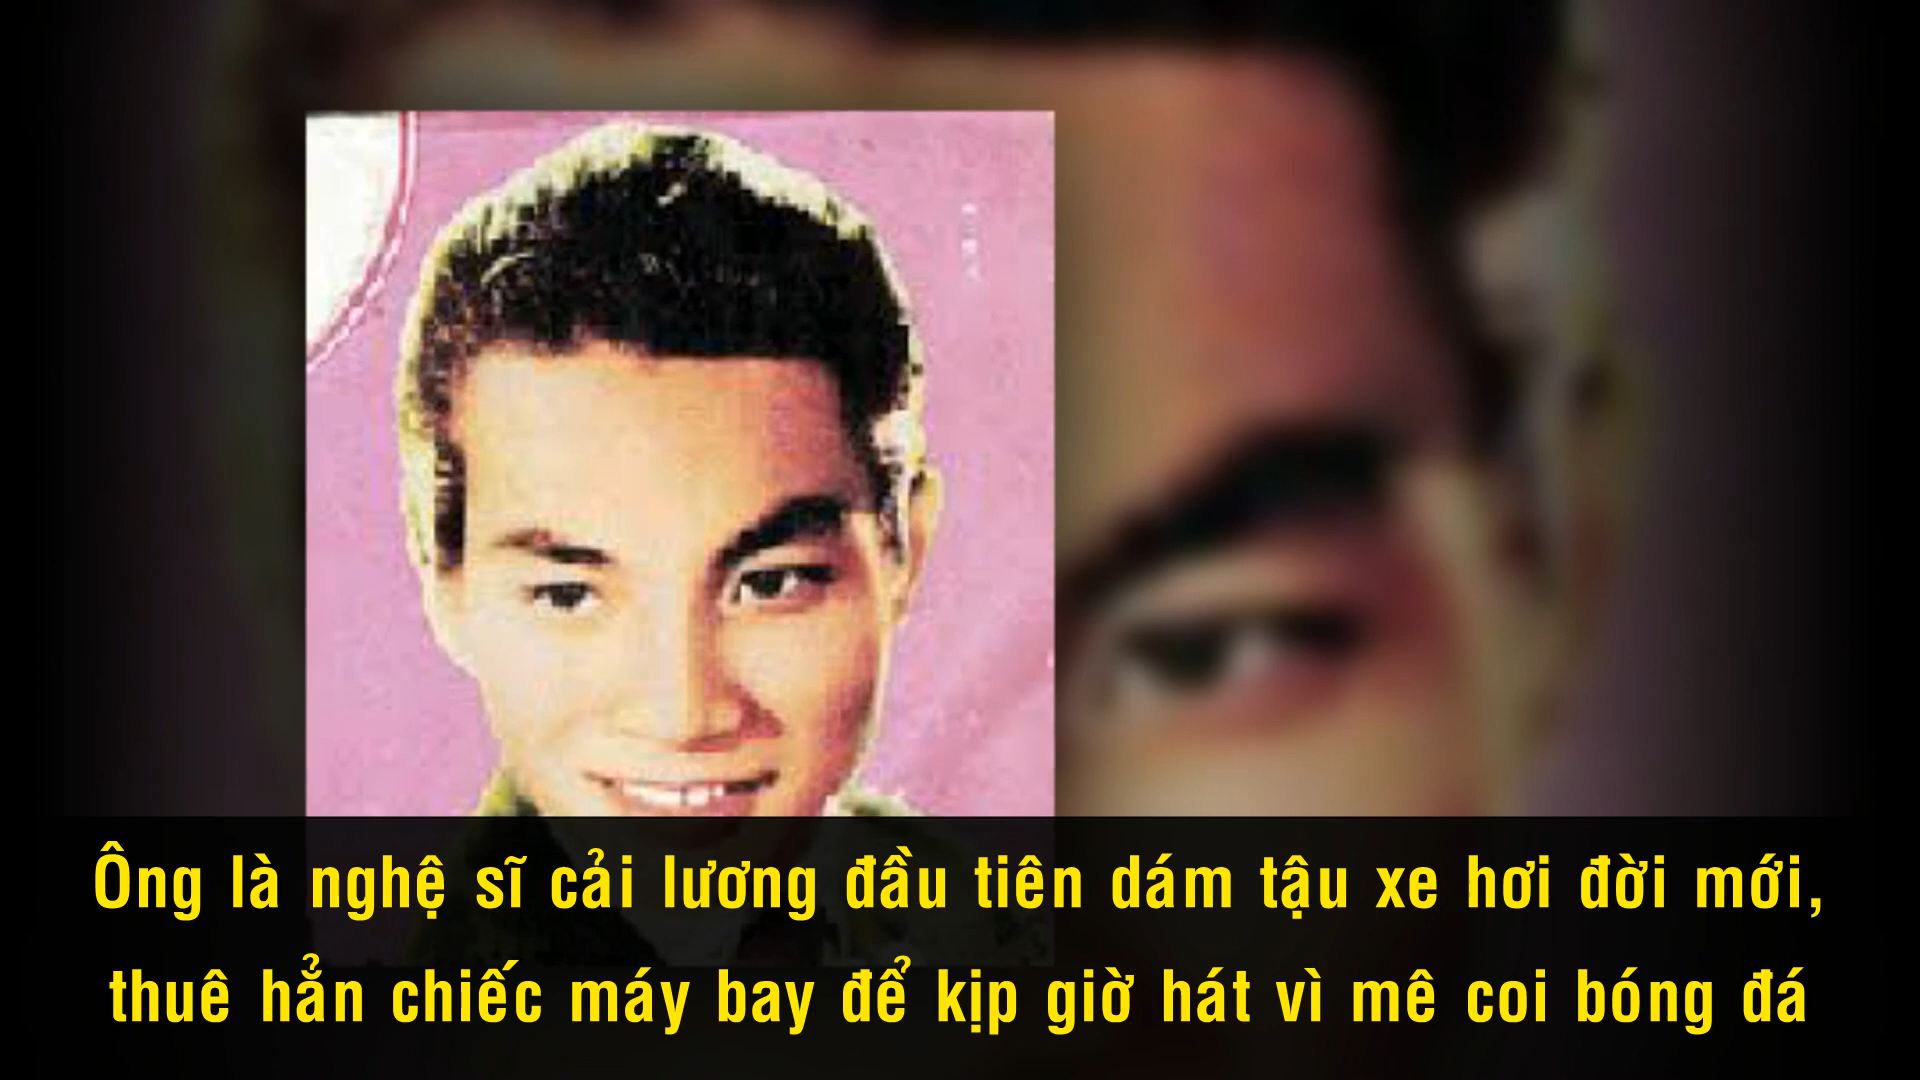 Ông là nghệ sĩ cải lương đầu tiên dám tậu xe hơi đời mới,
thuê hẳn chiếc máy bay để kịp giờ hát vì mê coi bóng đá